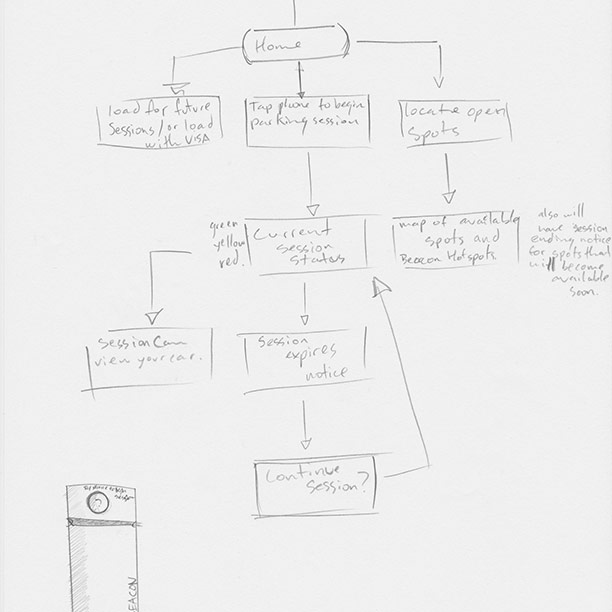 Home
load for future
sessions/or load
with VISA
Tap phone to begin
parking session
locate open
spots
green
yellow
red.
Current
session
status
map of available
spots and
Beacon Hotspots
also will
have session
ending notice
for spots that
will become
available
soon.
session Cam
view your car.
session
expires
notice
Continue
session?
EACON